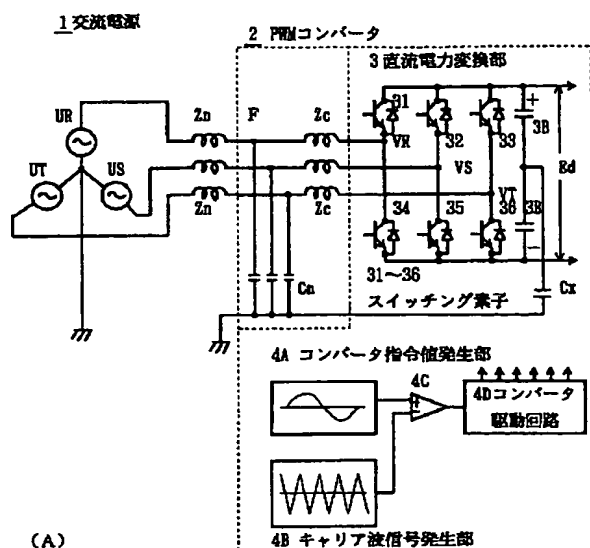 1 交流電源
2 PWMコンバータ
3 直流電力変換部
Zn F Zc
31 32 33
+
3B
UR
VR
UT US
VS
Ed
VT
Zn Zc
34 35 36
3B
−
31～36
Cn
スイッチング素子
Cx
4A コンバータ指令値発生部
4C
4Dコンバータ
駆動回路
+
−
(A)
4B キャリア波信号発生部